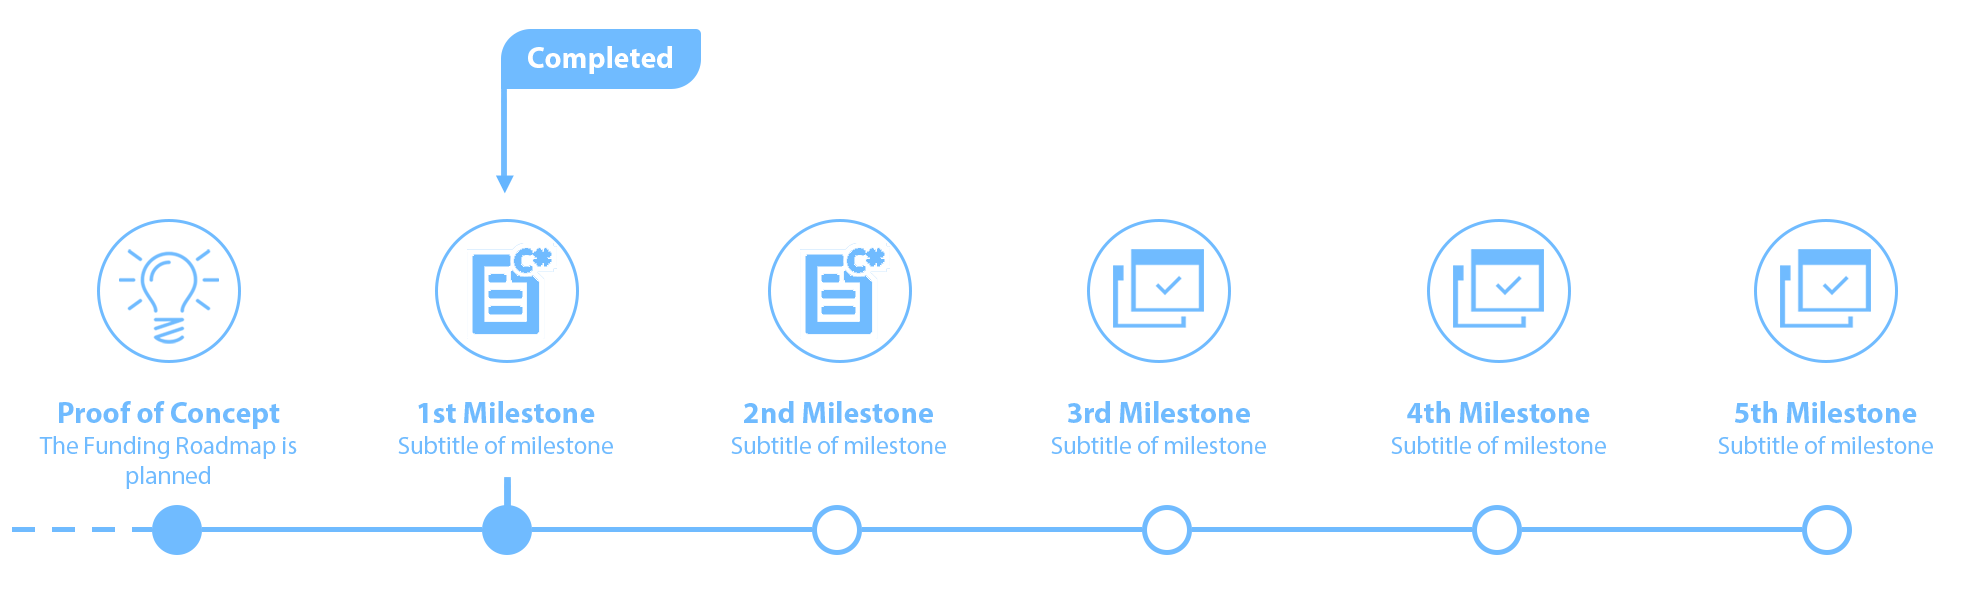 Completed
C#
C#
Proof of Concept
The Funding Roadmap is
planned
1st Milestone
Subtitle of milestone
2nd Milestone
Subtitle of milestone
3rd Milestone
Subtitle of milestone
4th Milestone
Subtitle of milestone
5th Milestone
Subtitle of milestone